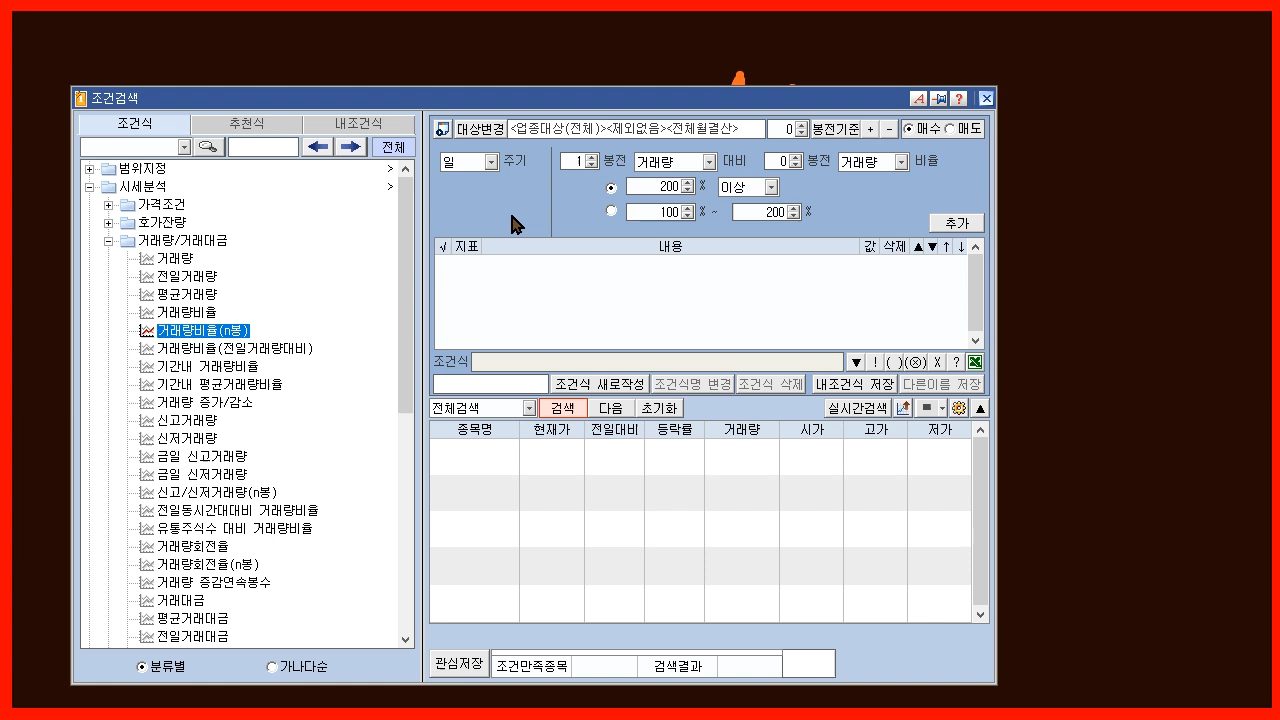 조건검색
조건식 추천식 내조건식
전체
범위지정 >
시세분석 >
가격조건
호가잔량
거래량/거래대금
거래량
전일거래량
평균거래량
거래량비율
거래량비율(n봉)
거래량비율(전일거래량대비)
기간내 거래량비율
기간내 평균거래량비율
거래량 증가/감소
신고거래량
신저거래량
금일 신고거래량
금일 신저거래량
신고/신저거래량(n봉)
전일동시간대대비 거래량비율
유통주식수 대비 거래량비율
거래량회전율
거래량회전율(n봉)
거래량 증감연속봉수
거래대금
평균거래대금
전일거래대금
분류별 가나다순
대상변경 <업종대상(전체)><제외없음><전체월결산> 0 봉전기준 + - 매수 매도
일 주기 1 봉전 거래량 대비 0 봉전 거래량 비율
200 % 이상
100 % ~ 200 %
추가
√ 지표 내용 값 삭제 ▲ ▼ ↑ ↓
조건식 ▼ ! ( ) (ⓧ) X ?
조건식 새로작성 조건식명 변경 조건식 삭제 내조건식 저장 다른이름 저장
전체검색 검색 다음 초기화 실시간검색 ▲
종목명 현재가 전일대비 등락률 거래량 시가 고가 저가
관심저장 조건만족종목 검색결과